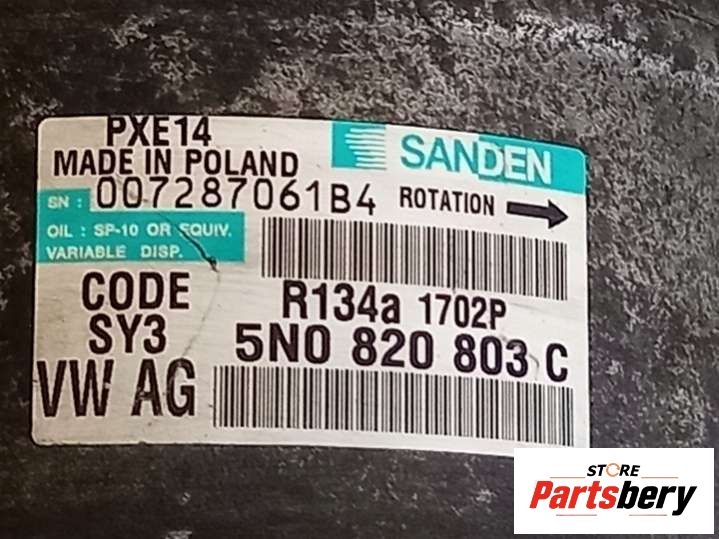 PXE14
SANDEN
MADE IN POLAND
SN : 007287061B4
ROTATION
OIL : SP-10 OR EQUIV.
VARIABLE DISP.
CODE
SY3
R134a 1702P
5N0 820 803 C
VW AG
STORE
Partsbery